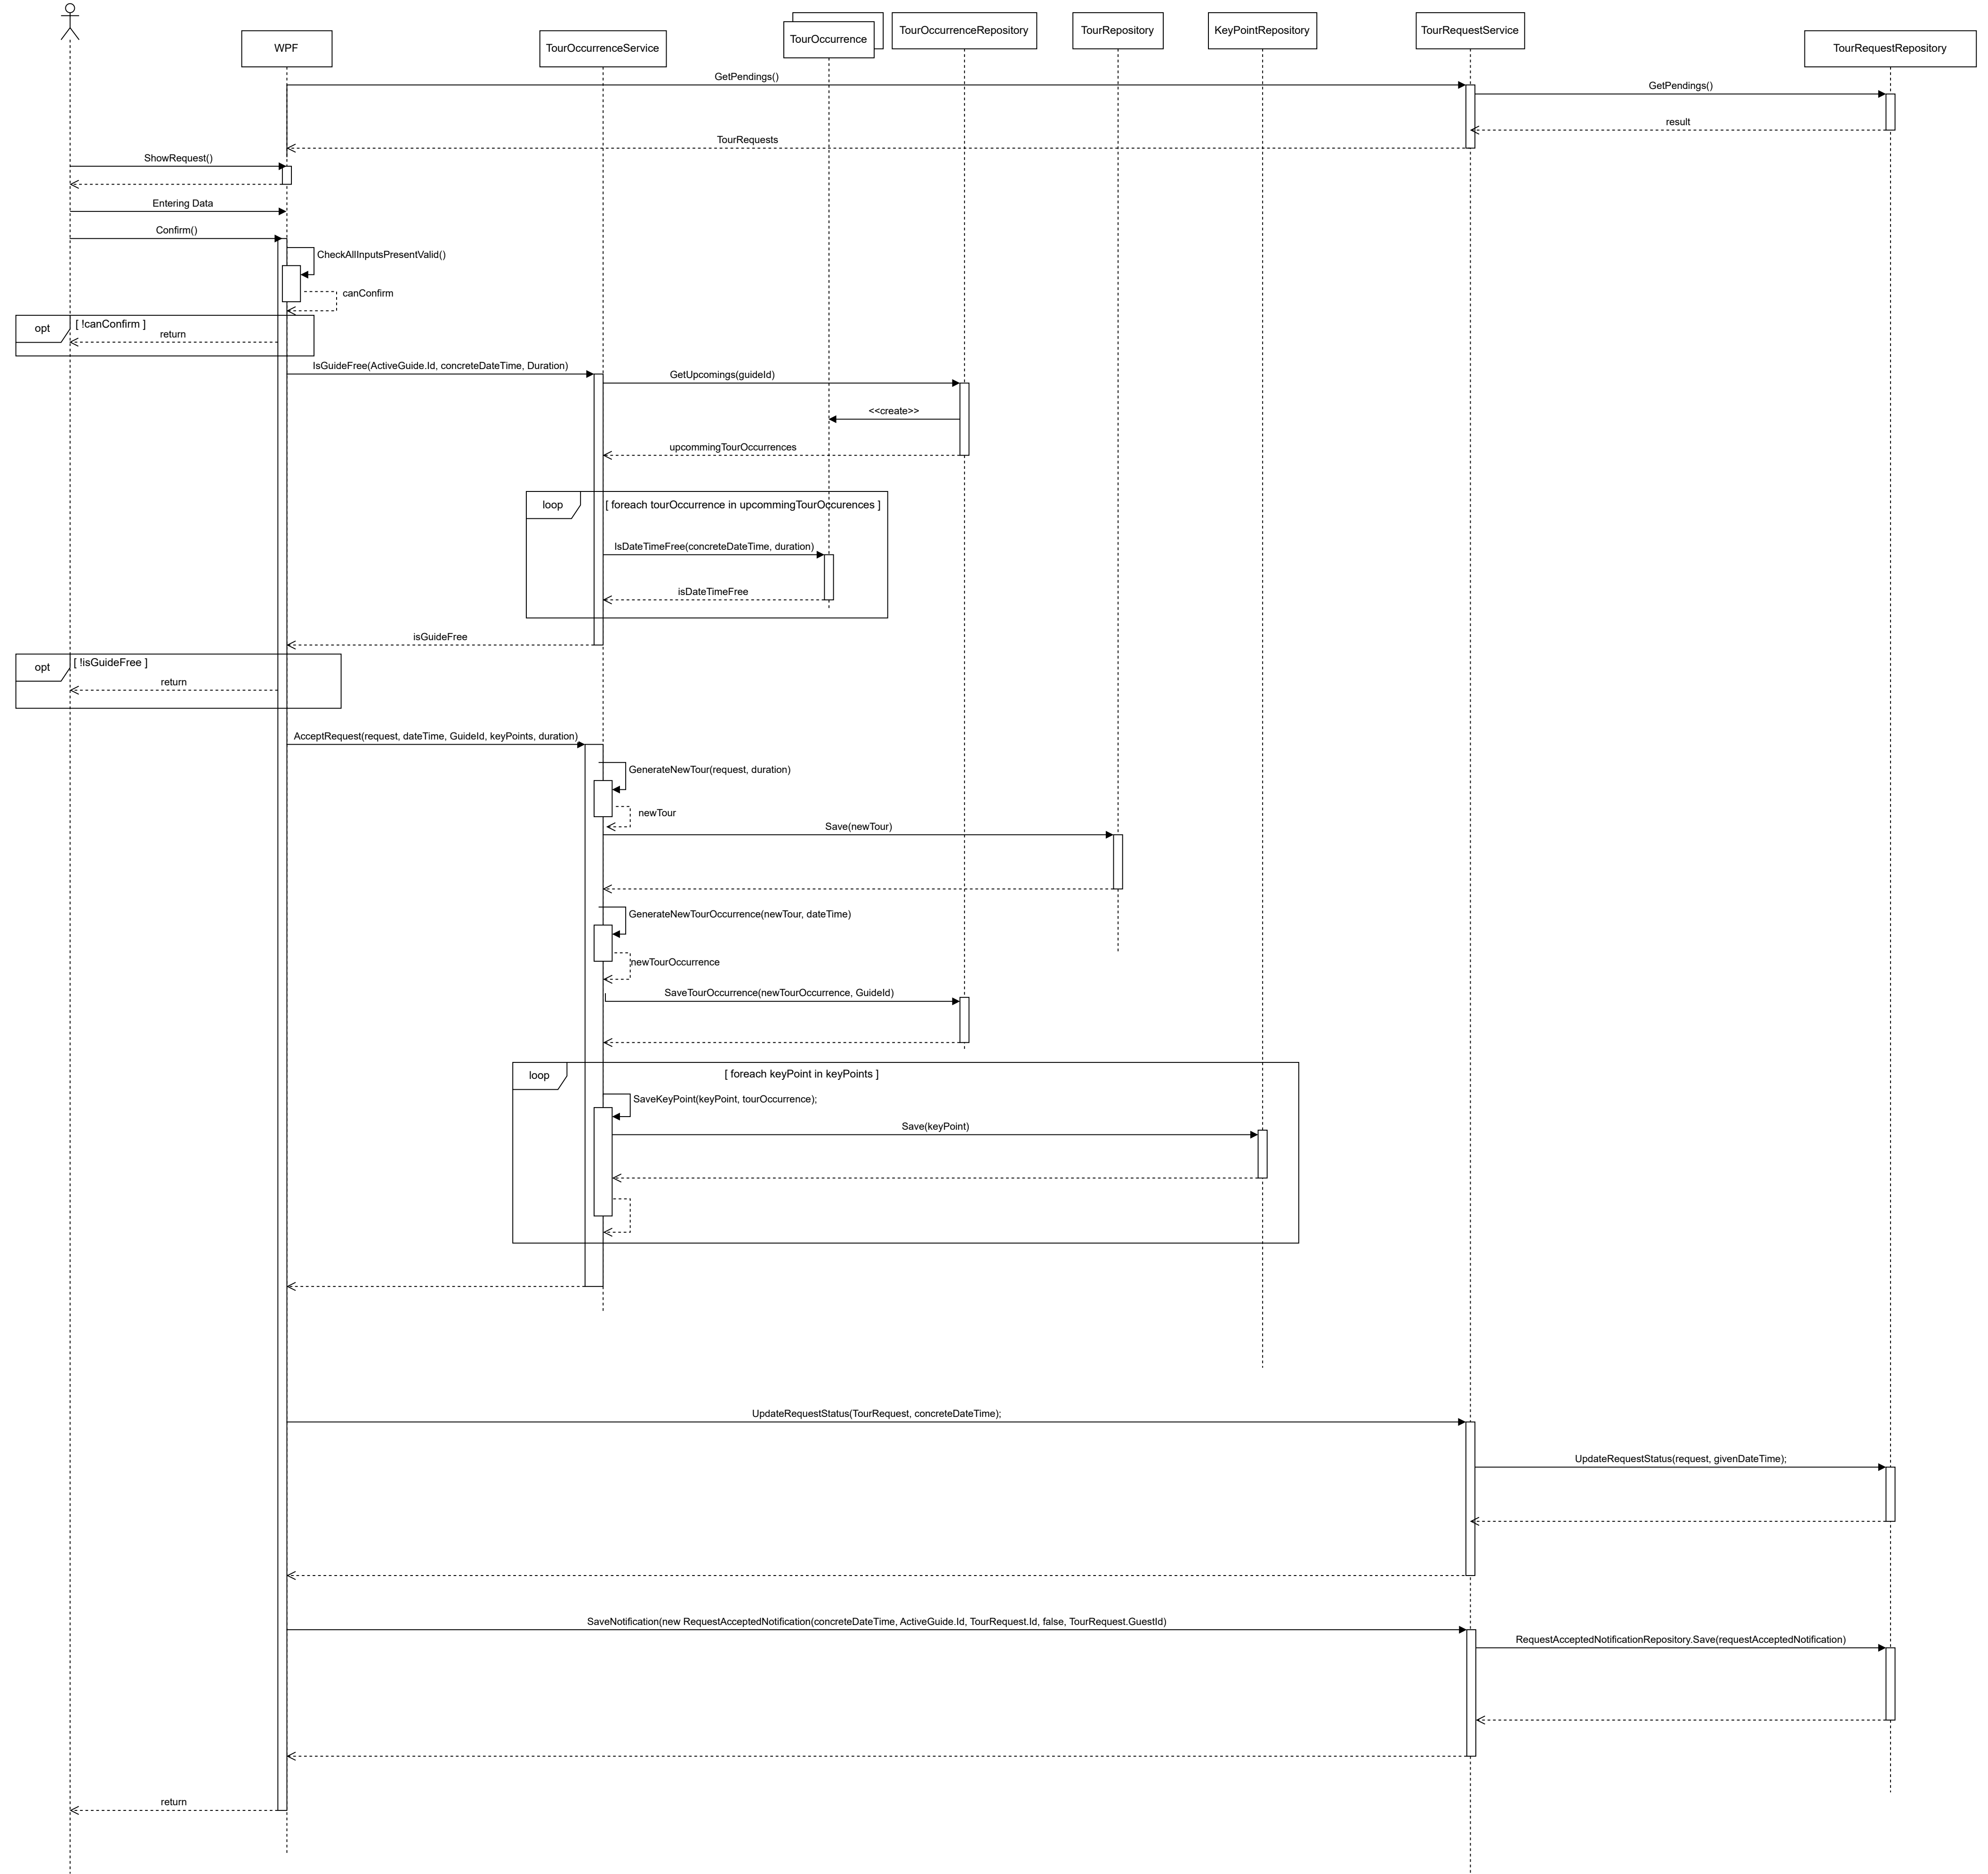 TourOccurrenceRepository
TourRepository
KeyPointRepository
TourRequestService
TourOccurrence
WPF
TourOccurrenceService
TourRequestRepository
GetPendings()
GetPendings()
result
TourRequests
ShowRequest()
Entering Data
Confirm()
CheckAllInputsPresentValid()
canConfirm
opt
[ !canConfirm ]
return
IsGuideFree(ActiveGuide.Id, concreteDateTime, Duration)
GetUpcomings(guideId)
<<create>>
upcommingTourOccurrences
loop
[ foreach tourOccurrence in upcommingTourOccurences ]
IsDateTimeFree(concreteDateTime, duration)
isDateTimeFree
isGuideFree
opt
[ !isGuideFree ]
return
AcceptRequest(request, dateTime, GuideId, keyPoints, duration)
GenerateNewTour(request, duration)
newTour
Save(newTour)
GenerateNewTourOccurrence(newTour, dateTime)
newTourOccurrence
SaveTourOccurrence(newTourOccurrence, GuideId)
loop
[ foreach keyPoint in keyPoints ]
SaveKeyPoint(keyPoint, tourOccurrence);
Save(keyPoint)
UpdateRequestStatus(TourRequest, concreteDateTime);
UpdateRequestStatus(request, givenDateTime);
SaveNotification(new RequestAcceptedNotification(concreteDateTime, ActiveGuide.Id, TourRequest.Id, false, TourRequest.GuestId)
RequestAcceptedNotificationRepository.Save(requestAcceptedNotification)
return